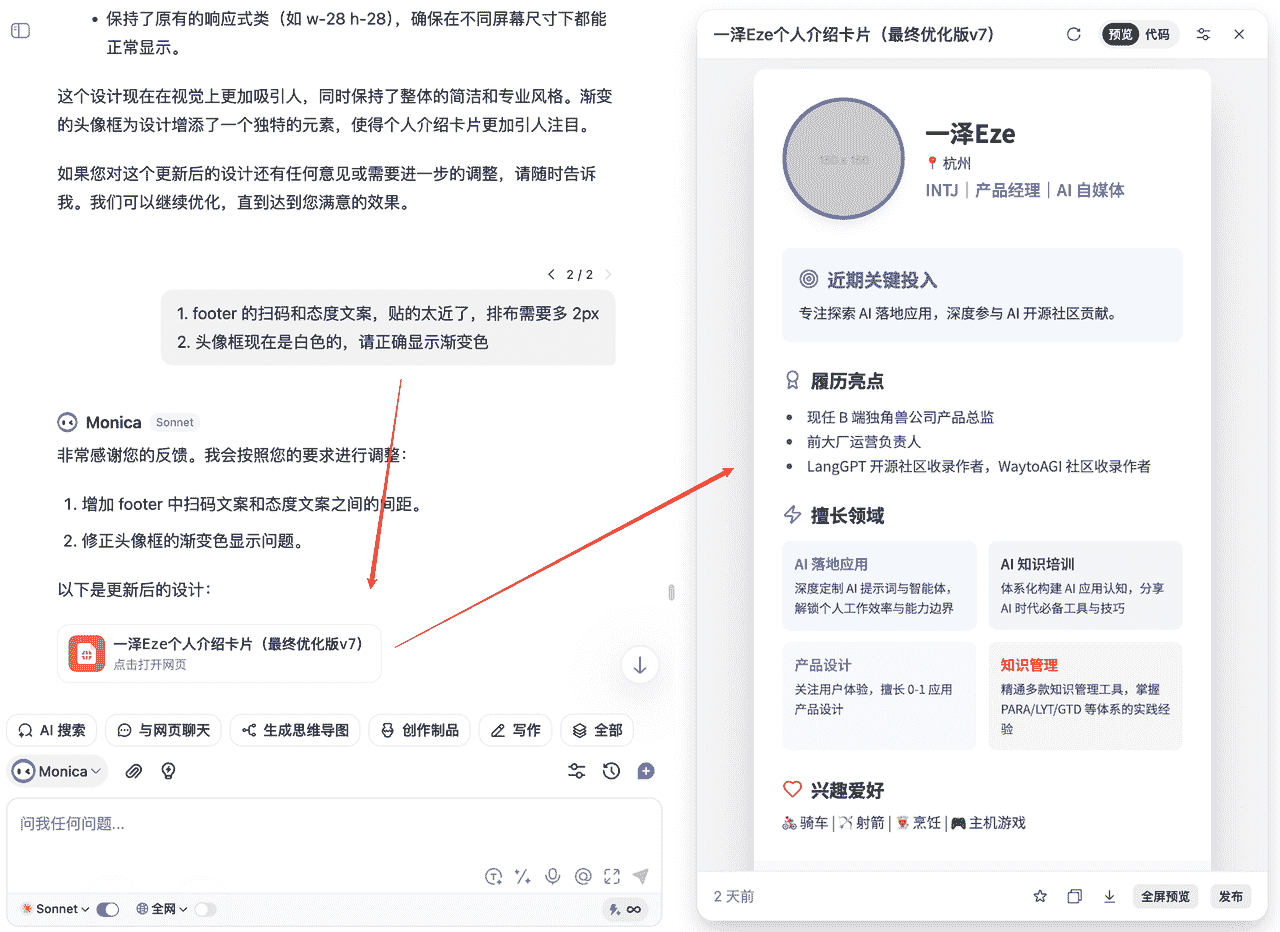 • 保持了原有的响应式类（如 w-28 h-28），确保在不同屏幕尺寸下都能
正常显示。
这个设计现在在视觉上更加吸引人，同时保持了整体的简洁和专业风格。渐变
的头像框为设计增添了一个独特的元素，使得个人介绍卡片更加引人注目。
如果您对这个更新后的设计还有任何意见或需要进一步的调整，请随时告诉
我。我们可以继续优化，直到达到您满意的效果。
2 / 2
1. footer 的扫码和态度文案，贴的太近了，排布需要多 2px
2. 头像框现在是白色的，请正确显示渐变色
Monica Sonnet
非常感谢您的反馈。我会按照您的要求进行调整：
1. 增加 footer 中扫码文案和态度文案之间的间距。
2. 修正头像框的渐变色显示问题。
以下是更新后的设计：
一泽Eze个人介绍卡片（最终优化版v7）
点击打开网页
AI 搜索 与网页聊天 生成思维导图 创作制品 写作 全部
Monica
问我任何问题...
Sonnet 全网
一泽Eze个人介绍卡片（最终优化版v7） 预览 代码
150 x 150
一泽Eze
杭州
INTJ｜产品经理｜AI 自媒体
近期关键投入
专注探索 AI 落地应用，深度参与 AI 开源社区贡献。
履历亮点
• 现任 B 端独角兽公司产品总监
• 前大厂运营负责人
• LangGPT 开源社区收录作者，WaytoAGI 社区收录作者
擅长领域
AI 落地应用
深度定制 AI 提示词与智能体，
解锁个人工作效率与能力边界
AI 知识培训
体系化构建 AI 应用认知，分享
AI 时代必备工具与技巧
产品设计
关注用户体验，擅长 0-1 应用
产品设计
知识管理
精通多款知识管理工具，掌握
PARA/LYT/GTD 等体系的实践经
验
兴趣爱好
骑车 | 射箭 | 烹饪 | 主机游戏
2 天前 全屏预览 发布